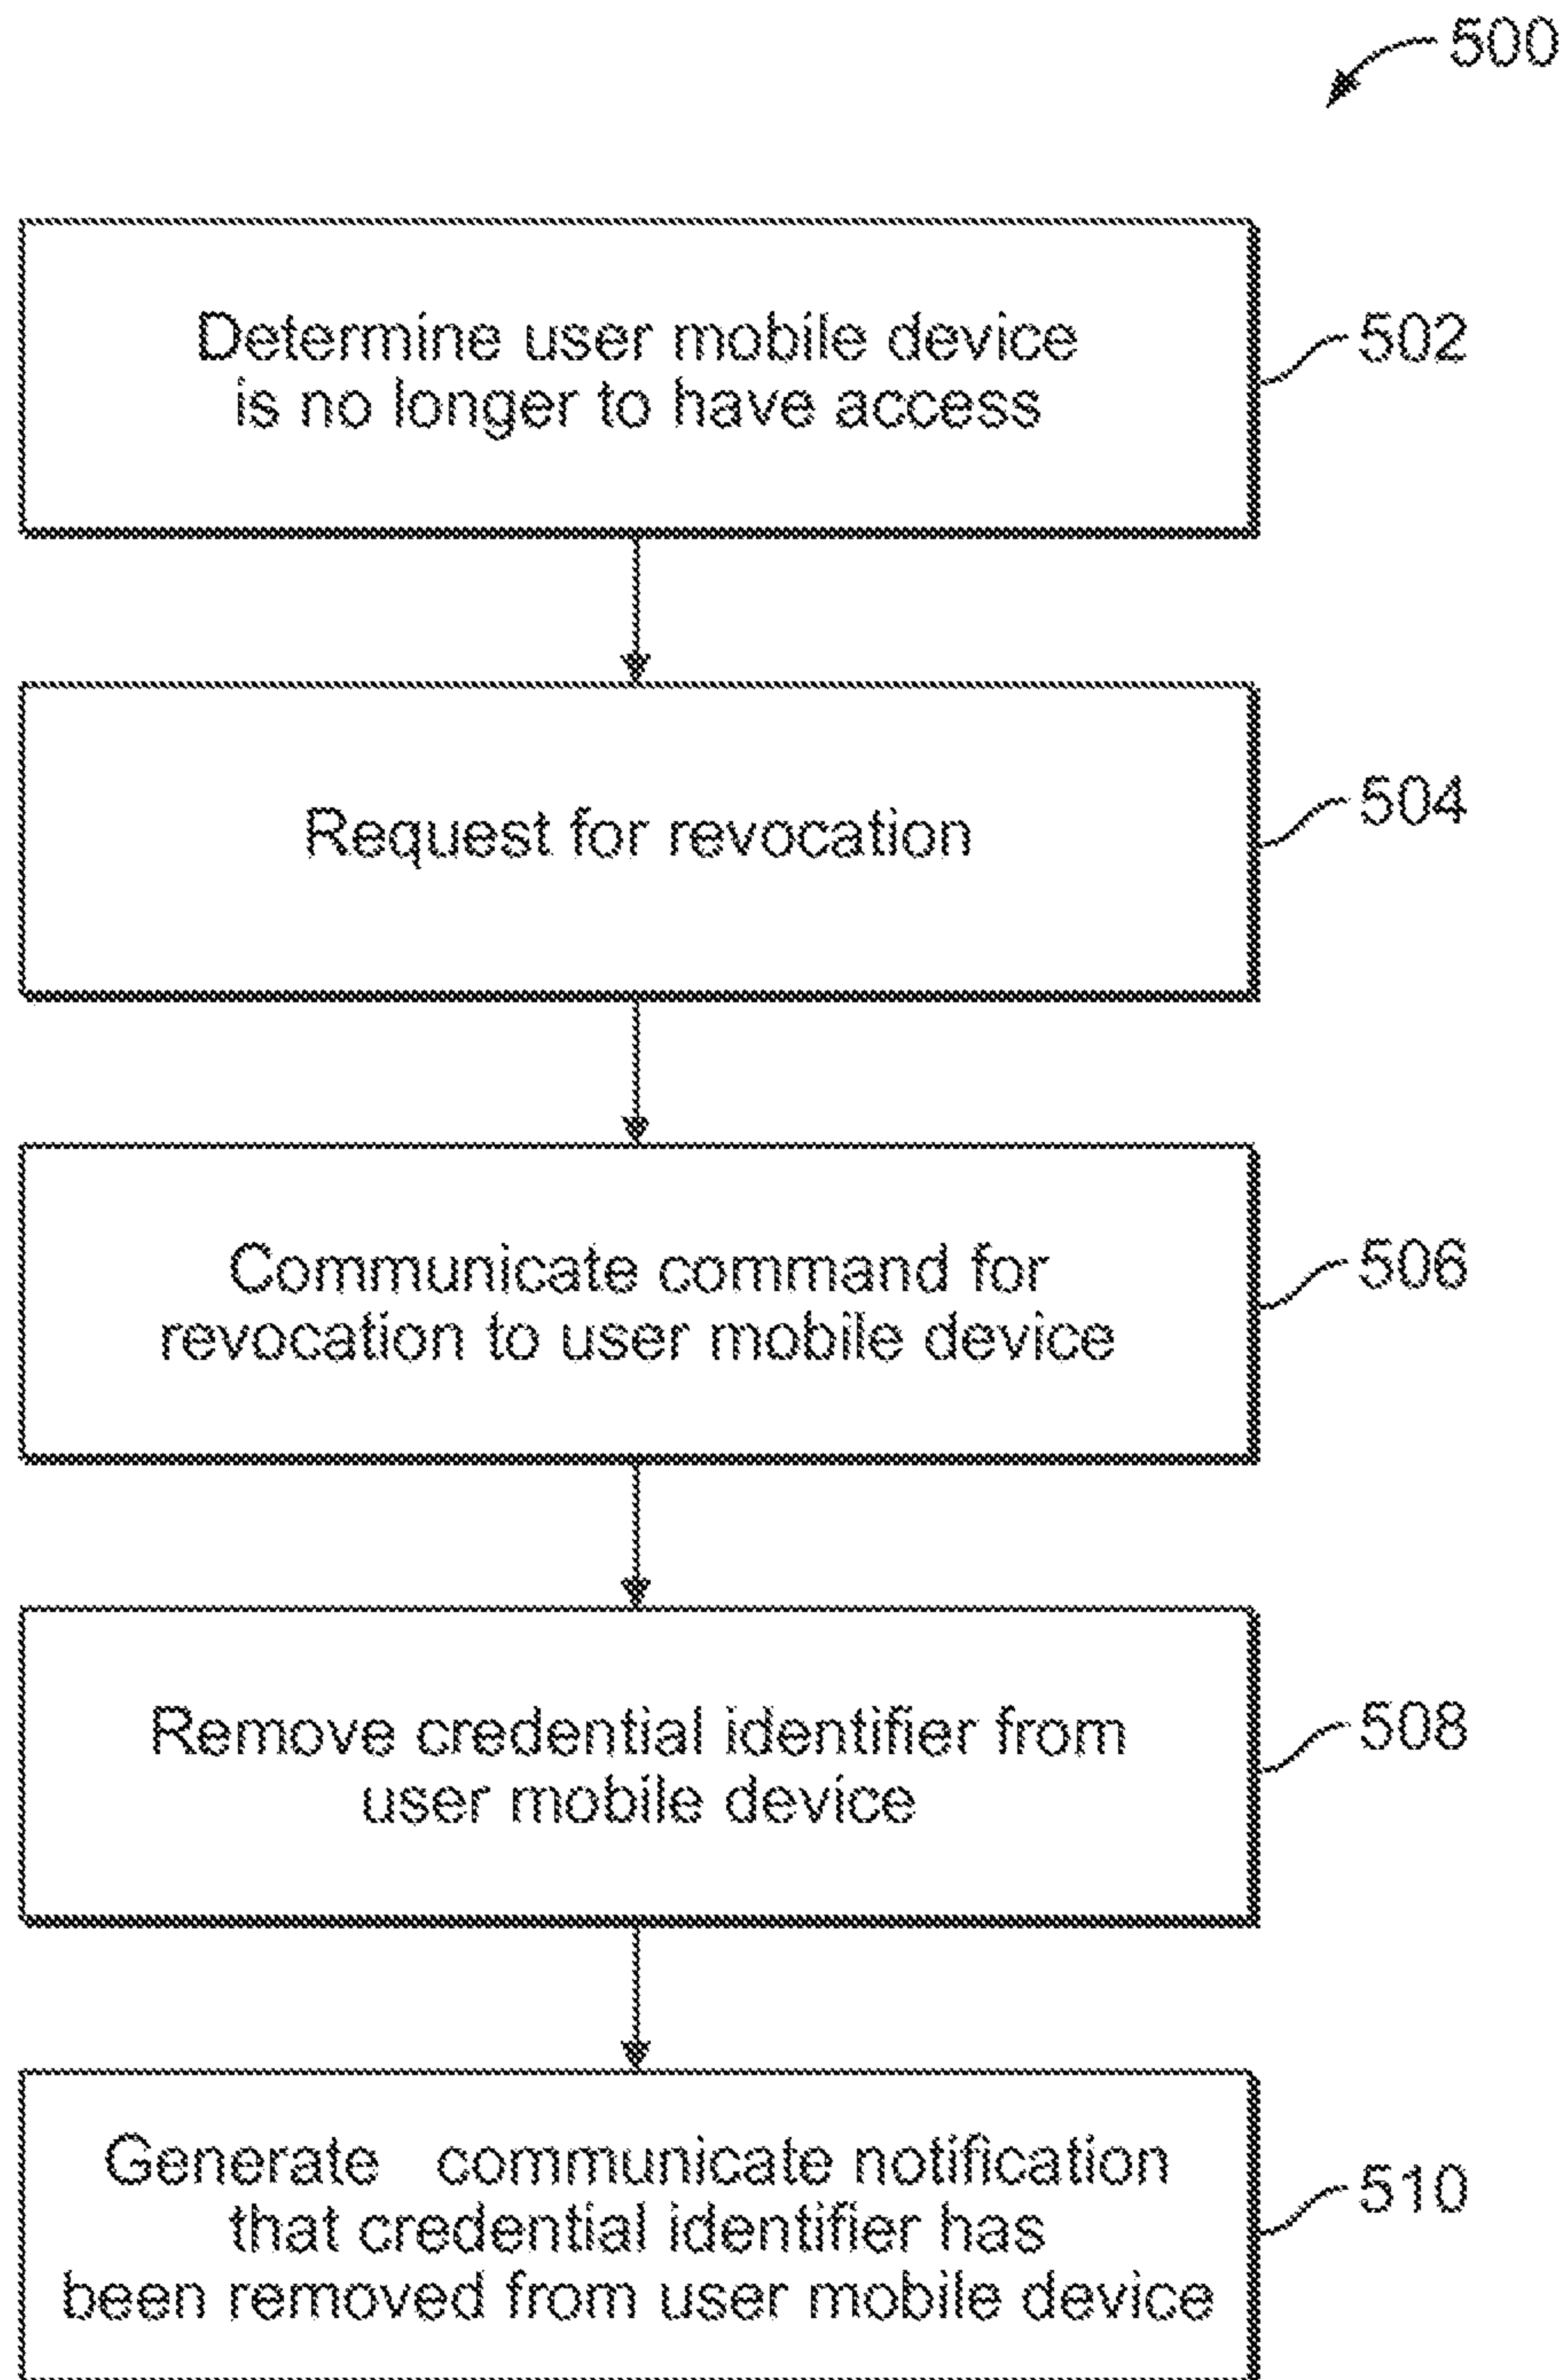 500
Determine user mobile device
is no longer to have access
502
Request for revocation
504
Communicate command for
revocation to user mobile device
506
Remove credential identifier from
user mobile device
508
Generate communicate notification
that credential identifier has
been removed from user mobile device
510